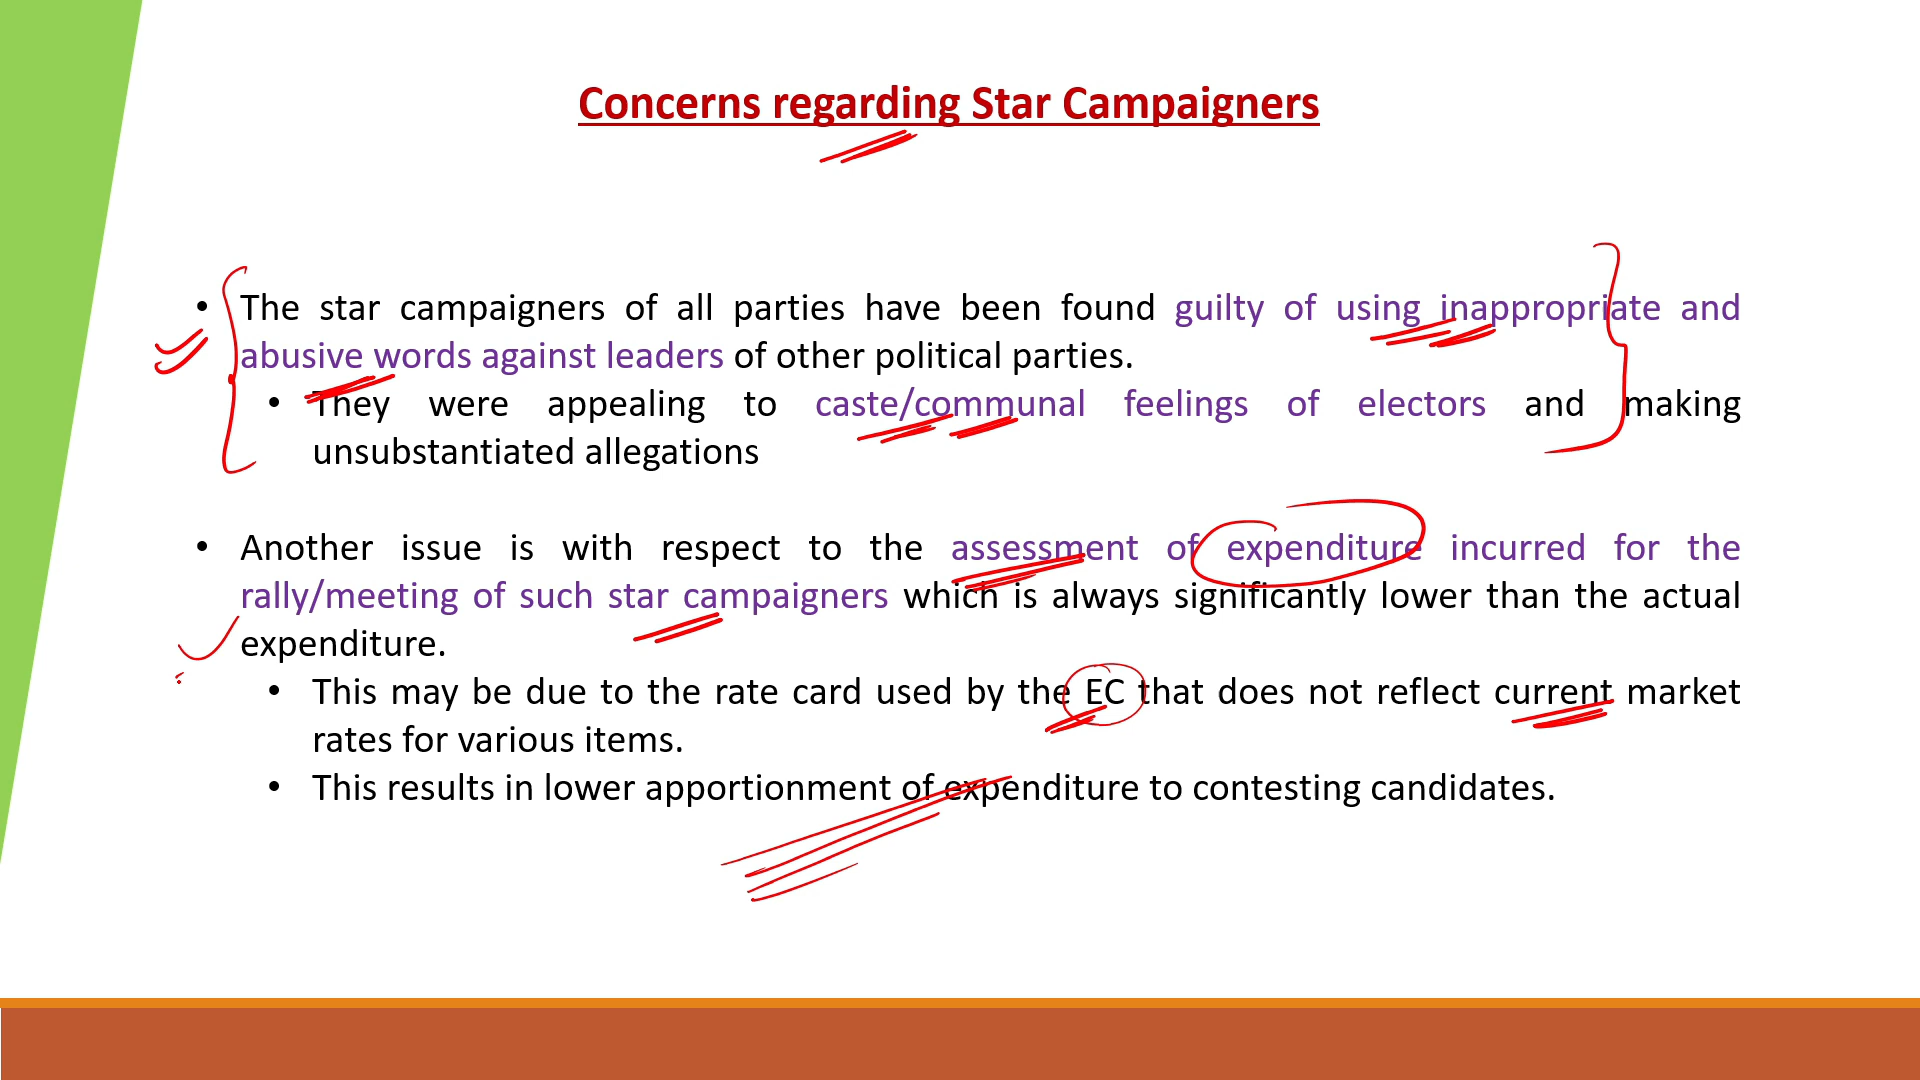 Concerns regarding Star Campaigners
• The star campaigners of all parties have been found guilty of using inappropriate and
abusive words against leaders of other political parties.
• They were appealing to caste/communal feelings of electors and making
unsubstantiated allegations
• Another issue is with respect to the assessment of expenditure incurred for the
rally/meeting of such star campaigners which is always significantly lower than the actual
expenditure.
• This may be due to the rate card used by the EC that does not reflect current market
rates for various items.
• This results in lower apportionment of expenditure to contesting candidates.